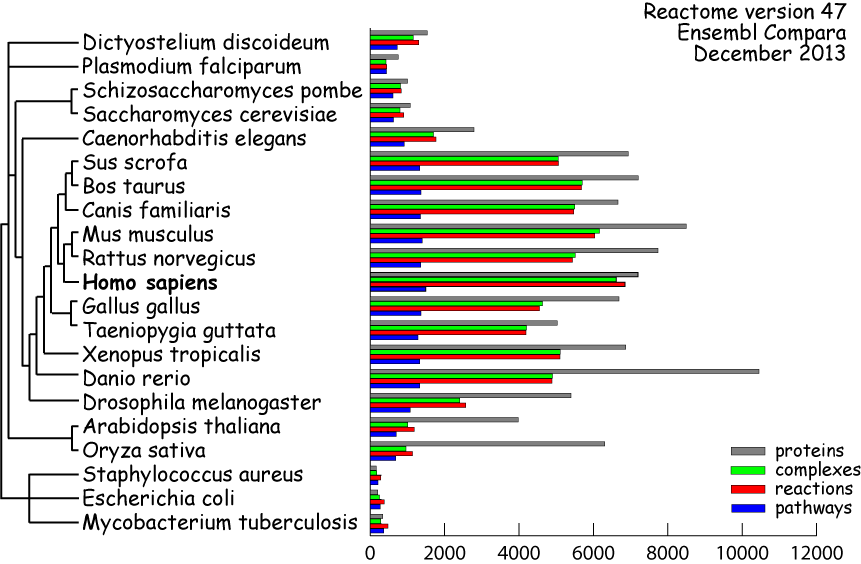 Reactome version 47
Ensembl Compara
December 2013
Dictyostelium discoideum
Plasmodium falciparum
Schizosaccharomyces pombe
Saccharomyces cerevisiae
Caenorhabditis elegans
Sus scrofa
Bos taurus
Canis familiaris
Mus musculus
Rattus norvegicus
Homo sapiens
Gallus gallus
Taeniopygia guttata
Xenopus tropicalis
Danio rerio
Drosophila melanogaster
Arabidopsis thaliana
Oryza sativa
Staphylococcus aureus
Escherichia coli
Mycobacterium tuberculosis
proteins
complexes
reactions
pathways
0 2000 4000 6000 8000 10000 12000